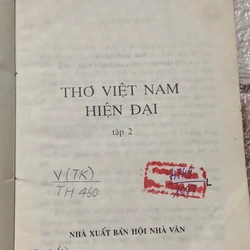 THƠ VIỆT NAM
HIỆN ĐẠI
tập 2
V (TK)
TH 460
L
NHÀ XUẤT BẢN HỘI NHÀ VĂN